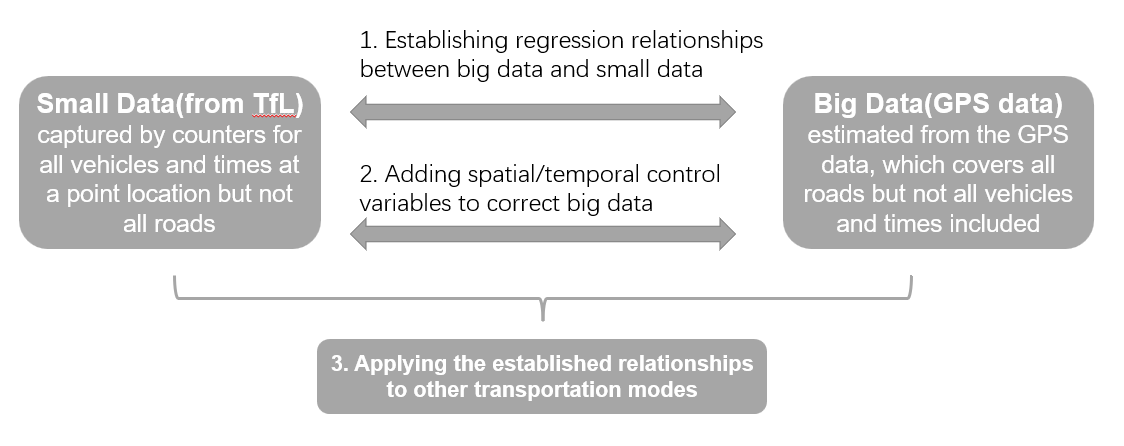 1. Establishing regression relationships
between big data and small data
Small Data(from TfL)
captured by counters for
all vehicles and times at
a point location but not
all roads
2. Adding spatial/temporal control
variables to correct big data
Big Data(GPS data)
estimated from the GPS
data, which covers all
roads but not all vehicles
and times included
3. Applying the established relationships
to other transportation modes